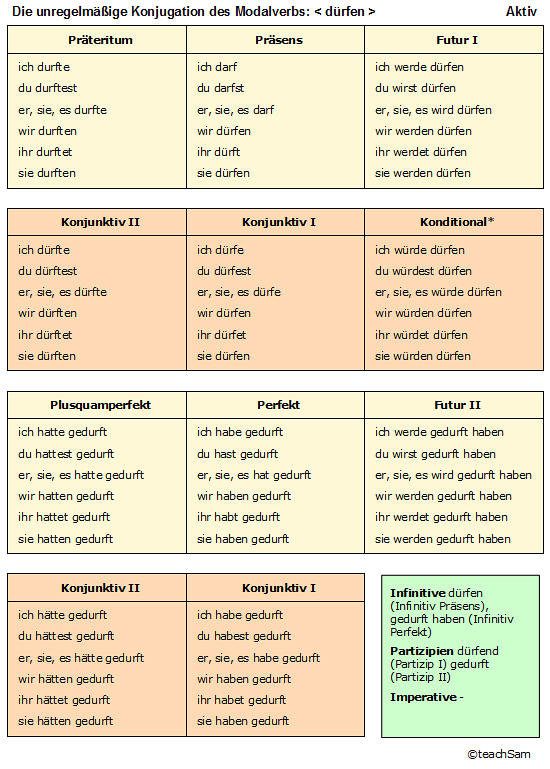 Die unregelmäßige Konjugation des Modalverbs: < dürfen > Aktiv
Präteritum Präsens Futur I
ich durfte ich darf ich werde dürfen
du durftest du darfst du wirst dürfen
er, sie, es durfte er, sie, es darf er, sie, es wird dürfen
wir durften wir dürfen wir werden dürfen
ihr durftet ihr dürft ihr werdet dürfen
sie durften sie dürfen sie werden dürfen
Konjunktiv II Konjunktiv I Konditional*
ich dürfte ich dürfe ich würde dürfen
du dürftest du dürfest du würdest dürfen
er, sie, es dürfte er, sie, es dürfe er, sie, es würde dürfen
wir dürften wir dürfen wir würden dürfen
ihr dürftet ihr dürfet ihr würdet dürfen
sie dürften sie dürfen sie würden dürfen
Plusquamperfekt Perfekt Futur II
ich hatte gedurft ich habe gedurft ich werde gedurft haben
du hattest gedurft du hast gedurft du wirst gedurft haben
er, sie, es hatte gedurft er, sie, es hat gedurft er, sie, es wird gedurft haben
wir hatten gedurft wir haben gedurft wir werden gedurft haben
ihr hattet gedurft ihr habt gedurft ihr werdet gedurft haben
sie hatten gedurft sie haben gedurft sie werden gedurft haben
Konjunktiv II Konjunktiv I
ich hätte gedurft ich habe gedurft
du hättest gedurft du habest gedurft
er, sie, es hätte gedurft er, sie, es habe gedurft
wir hätten gedurft wir haben gedurft
ihr hättet gedurft ihr habet gedurft
sie hätten gedurft sie haben gedurft
Infinitive dürfen
(Infinitiv Präsens),
gedurft haben (Infinitiv
Perfekt)
Partizipien dürfend
(Partizip I) gedurft
(Partizip II)
Imperative -
©teachSam